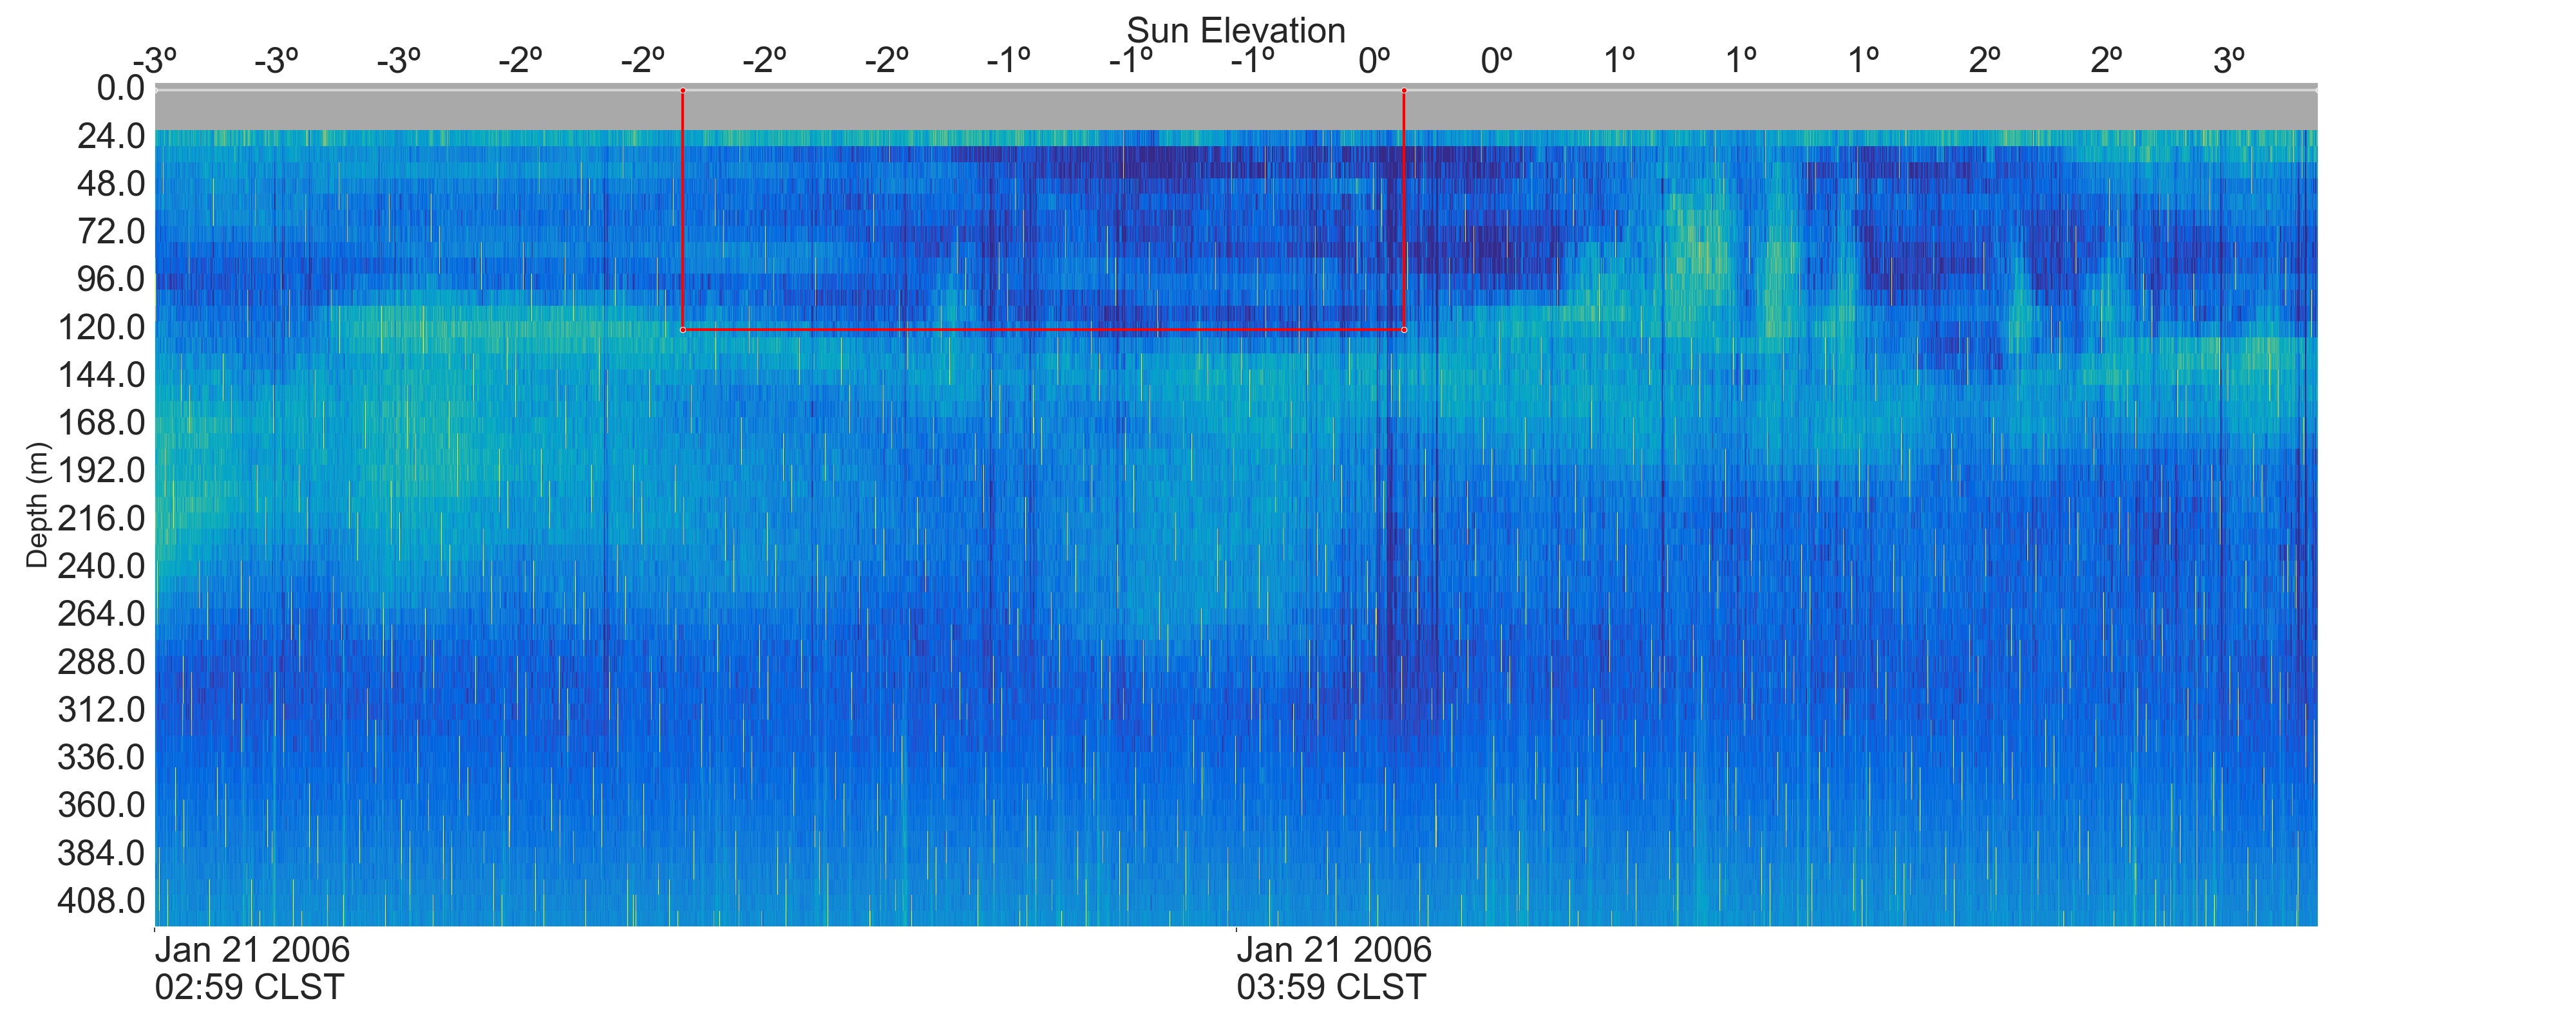 Sun Elevation
-3º -3º -3º -2º -2º -2º -2º -1º -1º -1º 0º 0º 1º 1º 1º 2º 2º 3º
0.0
24.0
48.0
72.0
96.0
120.0
144.0
168.0
192.0
216.0
240.0
264.0
288.0
312.0
336.0
360.0
384.0
408.0
Depth (m)
Jan 21 2006
02:59 CLST
Jan 21 2006
03:59 CLST